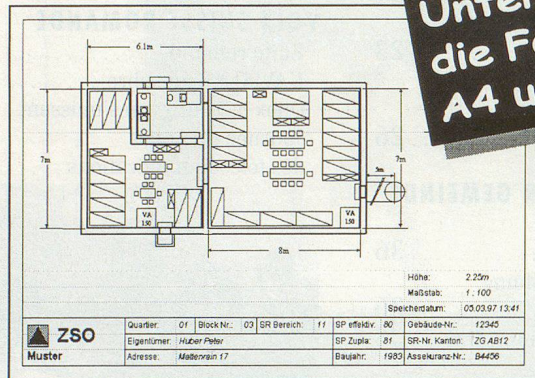 Unter
die Fo
A4 u
6.1m
7m
7m
5m
VA
150
VA
150
8m
Höhe: 2.25m
Maßstab: 1 : 100
Speicherdatum: 05.03.97 13:41
ZSO
Muster
Quartier: 01 Block Nr.: 03 SR Bereich: 11 SP effektiv: 80 Gebäude-Nr.: 12345
Eigentümer: Huber Peter SP Zupla: 81 SR-Nr. Kanton: ZG AB12
Adresse: Mattenrain 17 Baujahr: 1983 Assekuranz-Nr.: B4456